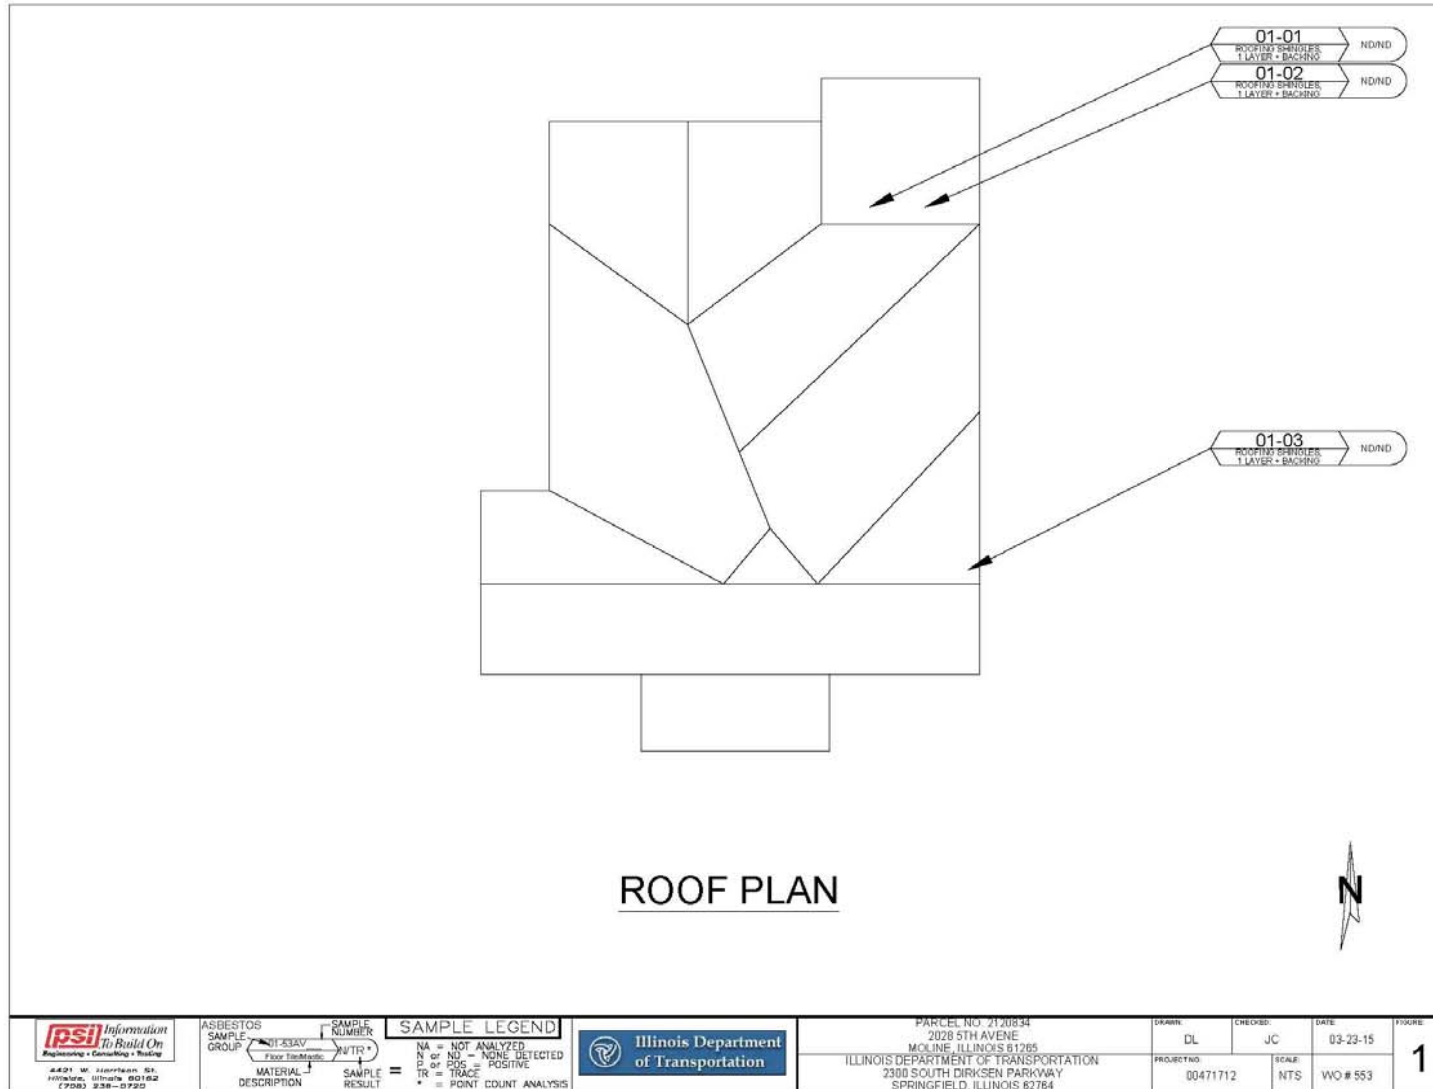 01-01
ROOFING SHINGLES,
1 LAYER + BACKING
ND/ND
01-02
ROOFING SHINGLES,
1 LAYER + BACKING
ND/ND
01-03
ROOFING SHINGLES,
1 LAYER + BACKING
ND/ND
ROOF PLAN
N
psi Information
To Build On
Engineering • Consulting • Testing
4421 W. Harrison St.
Hillside, Illinois 60162
(708) 236-0720
ASBESTOS
SAMPLE
GROUP
SAMPLE
NUMBER
01-53AV
Floor Tile/Mastic
N/TR *
MATERIAL
DESCRIPTION
SAMPLE
RESULT
=
SAMPLE LEGEND
NA = NOT ANALYZED
N or ND = NONE DETECTED
P or POS = POSITIVE
TR = TRACE
* = POINT COUNT ANALYSIS
Illinois Department
of Transportation
PARCEL NO. 2120834
2028 5TH AVENE
MOLINE, ILLINOIS 61265
ILLINOIS DEPARTMENT OF TRANSPORTATION
2300 SOUTH DIRKSEN PARKWAY
SPRINGFIELD, ILLINOIS 62764
DRAWN:
DL
CHECKED:
JC
DATE:
03-23-15
PROJECT NO.
00471712
SCALE:
NTS
WO # 553
FIGURE:
1